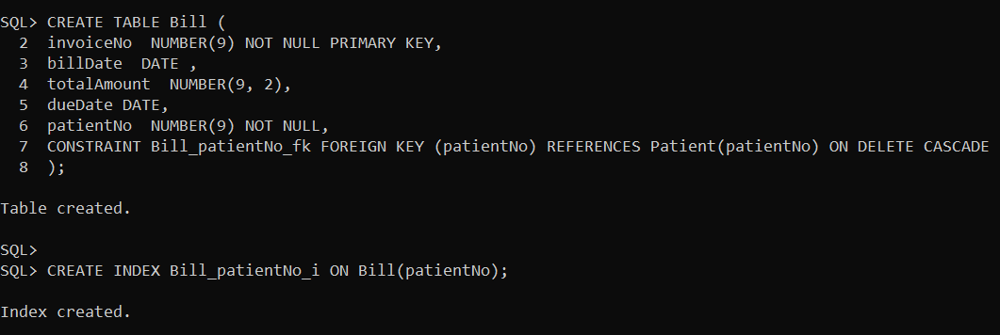 SQL> CREATE TABLE Bill (
  2  invoiceNo  NUMBER(9) NOT NULL PRIMARY KEY,
  3  billDate  DATE ,
  4  totalAmount  NUMBER(9, 2),
  5  dueDate DATE,
  6  patientNo  NUMBER(9) NOT NULL,
  7  CONSTRAINT Bill_patientNo_fk FOREIGN KEY (patientNo) REFERENCES Patient(patientNo) ON DELETE CASCADE
  8  );
Table created.
SQL>
SQL> CREATE INDEX Bill_patientNo_i ON Bill(patientNo);
Index created.